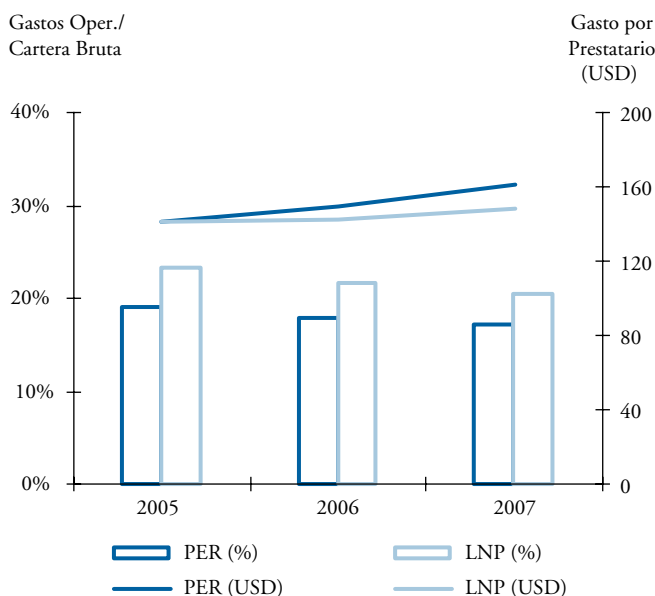 Gastos Oper./
Cartera Bruta
Gasto por
Prestatario
(USD)
40%
30%
20%
10%
0%
200
160
120
80
40
0
2005
2006
2007
PER (%)
LNP (%)
PER (USD)
LNP (USD)